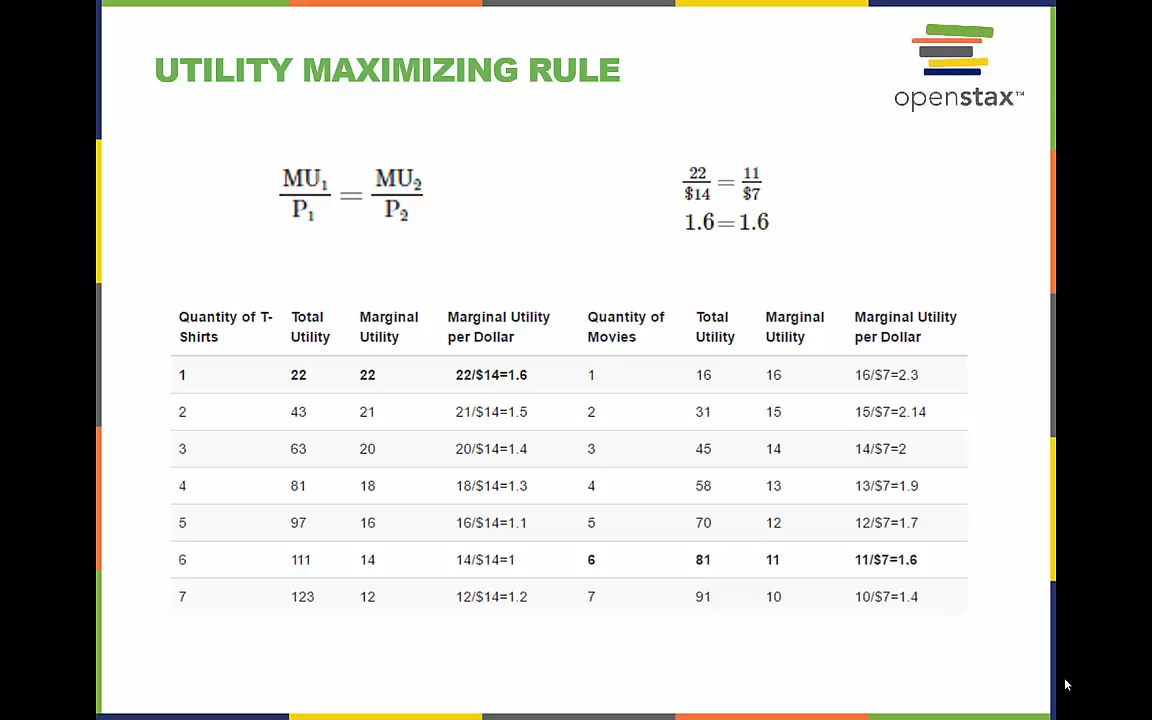 UTILITY MAXIMIZING RULE
openstax™
MU₁/P₁ = MU₂/P₂
22/$14 = 11/$7
1.6=1.6
Quantity of T-Shirts Total Utility Marginal Utility Marginal Utility per Dollar Quantity of Movies Total Utility Marginal Utility Marginal Utility per Dollar
1 22 22 22/$14=1.6 1 16 16 16/$7=2.3
2 43 21 21/$14=1.5 2 31 15 15/$7=2.14
3 63 20 20/$14=1.4 3 45 14 14/$7=2
4 81 18 18/$14=1.3 4 58 13 13/$7=1.9
5 97 16 16/$14=1.1 5 70 12 12/$7=1.7
6 111 14 14/$14=1 6 81 11 11/$7=1.6
7 123 12 12/$14=1.2 7 91 10 10/$7=1.4